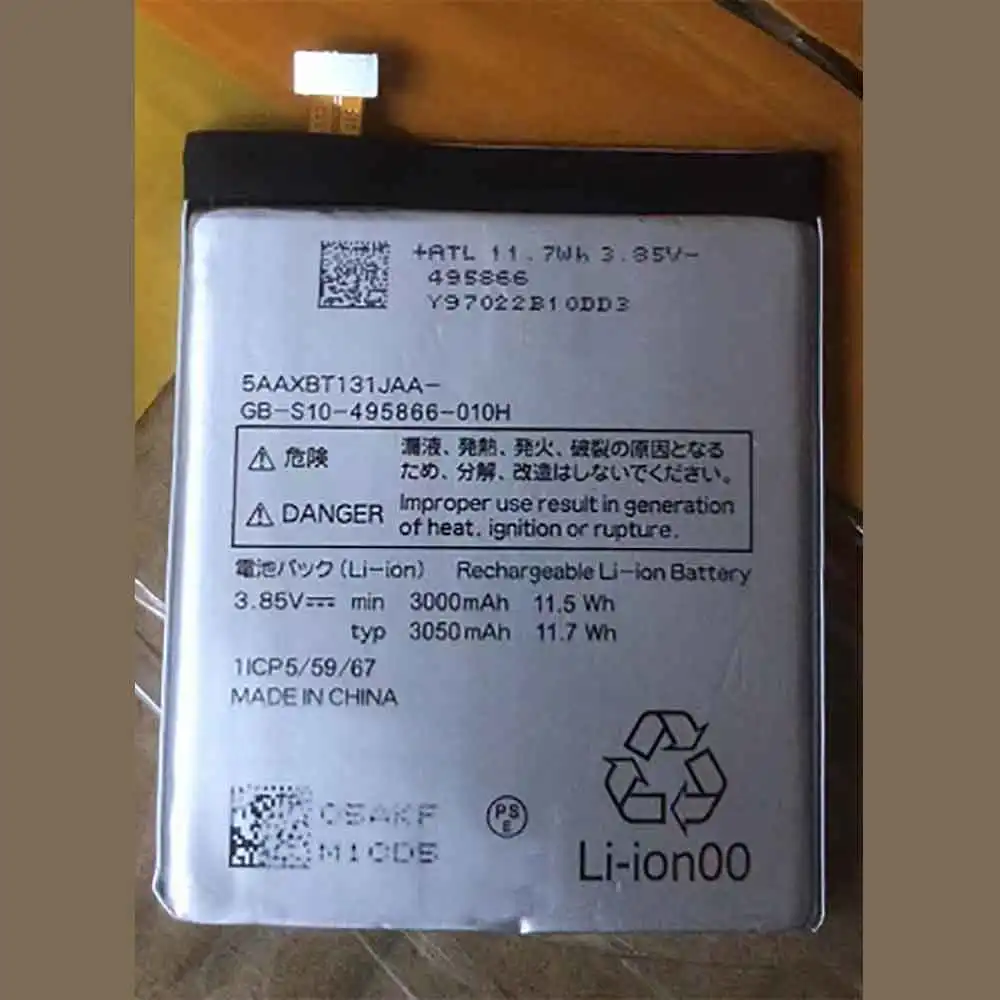 +ATL 11.7Wh 3.85V-
495866
Y97022B10DD3
5AAXBT131JAA-
GB-S10-495866-010H
⚠危険
漏液、発熱、発火、破裂の原因となる
ため、分解、改造はしないでください。
⚠DANGER
Improper use result in generation
of heat, ignition or rupture.
電池パック(Li-ion) Rechargeable Li-ion Battery
3.85V⎓ min 3000mAh 11.5 Wh
typ 3050mAh 11.7 Wh
1ICP5/59/67
MADE IN CHINA
OSAKF
M10D5
PS
E
Li-ion00